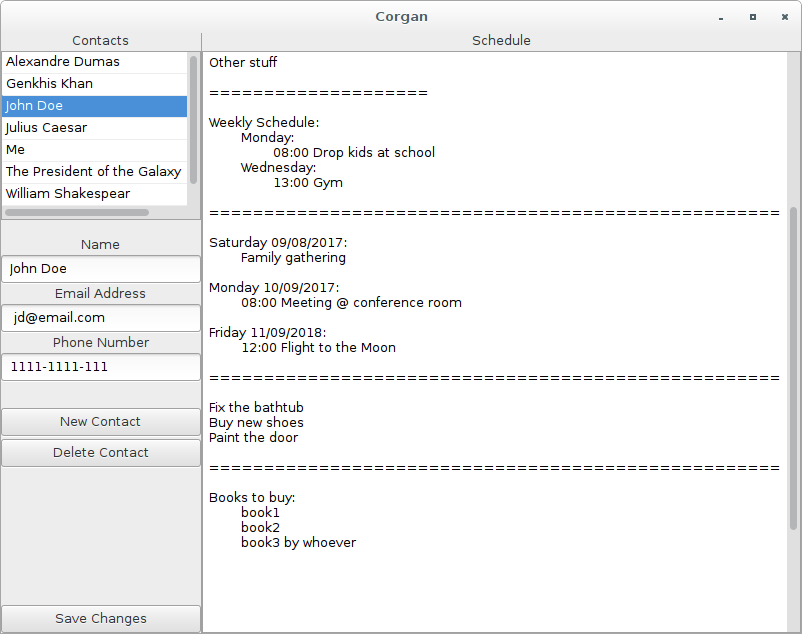 Corgan
Contacts
Alexandre Dumas
Genkhis Khan
John Doe
Julius Caesar
Me
The President of the Galaxy
William Shakespear
Name
John Doe
Email Address
jd@email.com
Phone Number
1111-1111-111
New Contact
Delete Contact
Save Changes
Schedule
Other stuff
====================
Weekly Schedule:
Monday:
08:00 Drop kids at school
Wednesday:
13:00 Gym
====================================================
Saturday 09/08/2017:
Family gathering
Monday 10/09/2017:
08:00 Meeting @ conference room
Friday 11/09/2018:
12:00 Flight to the Moon
====================================================
Fix the bathtub
Buy new shoes
Paint the door
====================================================
Books to buy:
book1
book2
book3 by whoever